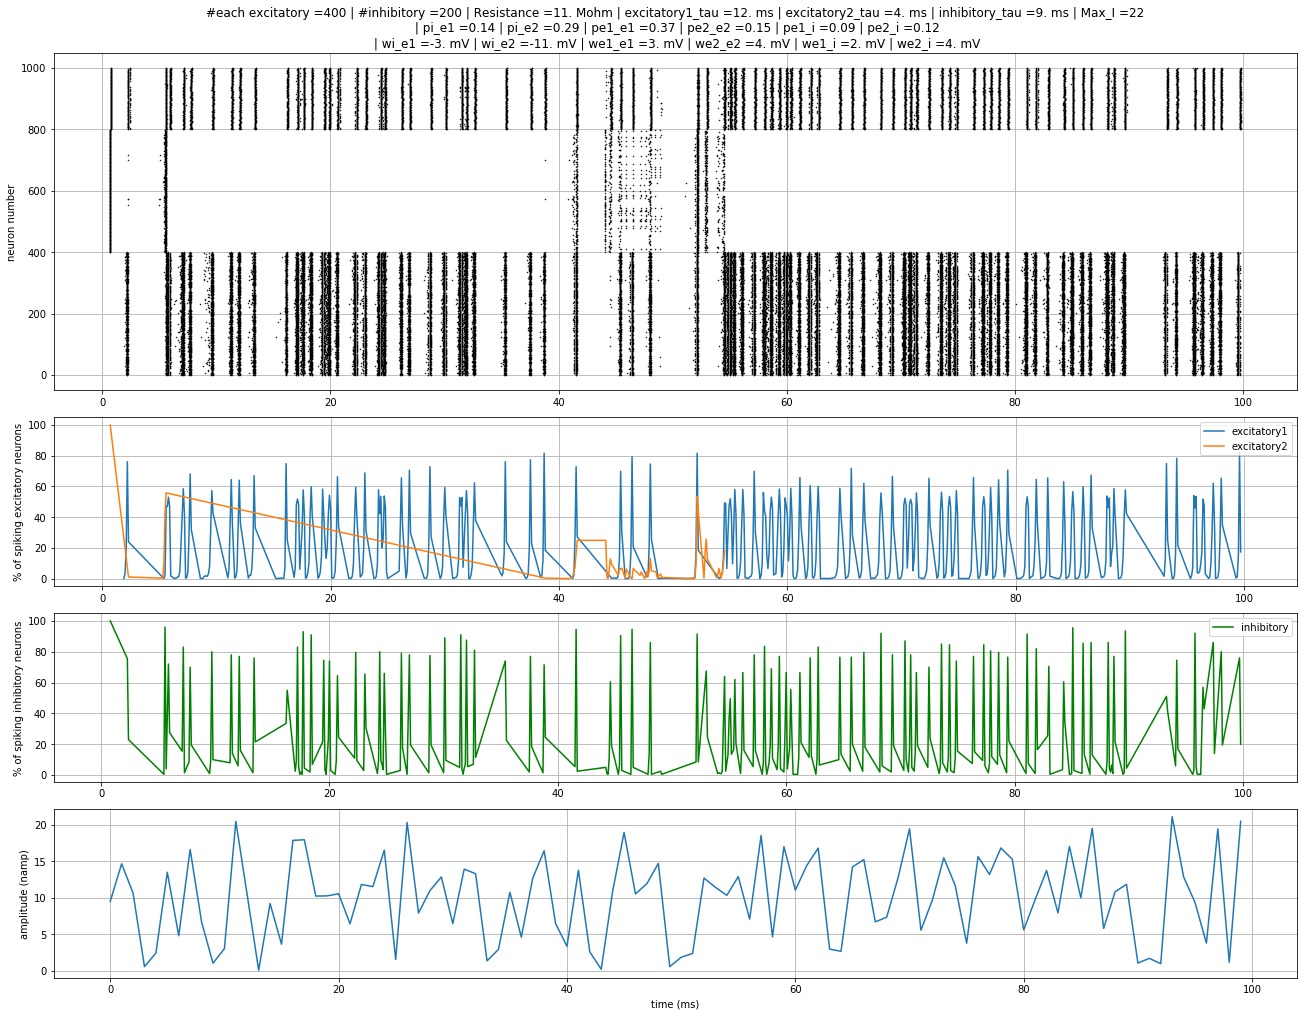 #each excitatory =400 | #inhibitory =200 | Resistance =11. Mohm | excitatory1_tau =12. ms | excitatory2_tau =4. ms | inhibitory_tau =9. ms | Max_I =22
| pi_e1 =0.14 | pi_e2 =0.29 | pe1_e1 =0.37 | pe2_e2 =0.15 | pe1_i =0.09 | pe2_i =0.12
| wi_e1 =-3. mV | wi_e2 =-11. mV | we1_e1 =3. mV | we2_e2 =4. mV | we1_i =2. mV | we2_i =4. mV
neuron number
1000
800
600
400
200
0
0 20 40 60 80 100
% of spiking excitatory neurons
100
80
60
40
20
0
excitatory1
excitatory2
0 20 40 60 80 100
% of spiking inhibitory neurons
100
80
60
40
20
0
inhibitory
0 20 40 60 80 100
amplitude (namp)
20
15
10
5
0
0 20 40 60 80 100
time (ms)